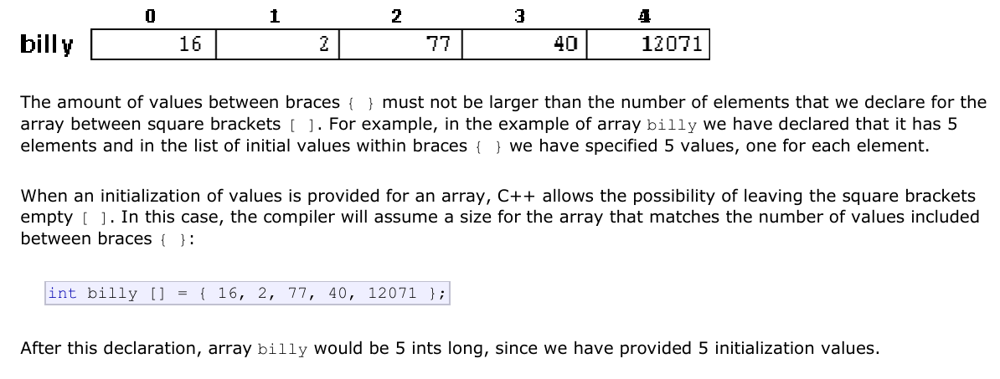 0 1 2 3 4
billy 16 2 77 40 12071
The amount of values between braces { } must not be larger than the number of elements that we declare for the
array between square brackets [ ]. For example, in the example of array billy we have declared that it has 5
elements and in the list of initial values within braces { } we have specified 5 values, one for each element.
When an initialization of values is provided for an array, C++ allows the possibility of leaving the square brackets
empty [ ]. In this case, the compiler will assume a size for the array that matches the number of values included
between braces { }:
int billy [] = { 16, 2, 77, 40, 12071 };
After this declaration, array billy would be 5 ints long, since we have provided 5 initialization values.